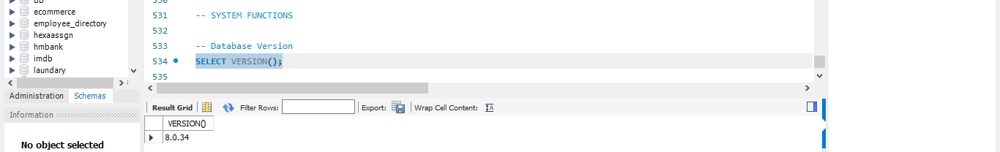 db
ecommerce
employee_directory
hexaassgn
hmbank
imdb
laundary
Administration Schemas
Information
No object selected
530
531 -- SYSTEM FUNCTIONS
532
533 -- Database Version
534 SELECT VERSION();
535
Result Grid Filter Rows: Export: Wrap Cell Content: IA
VERSION()
8.0.34